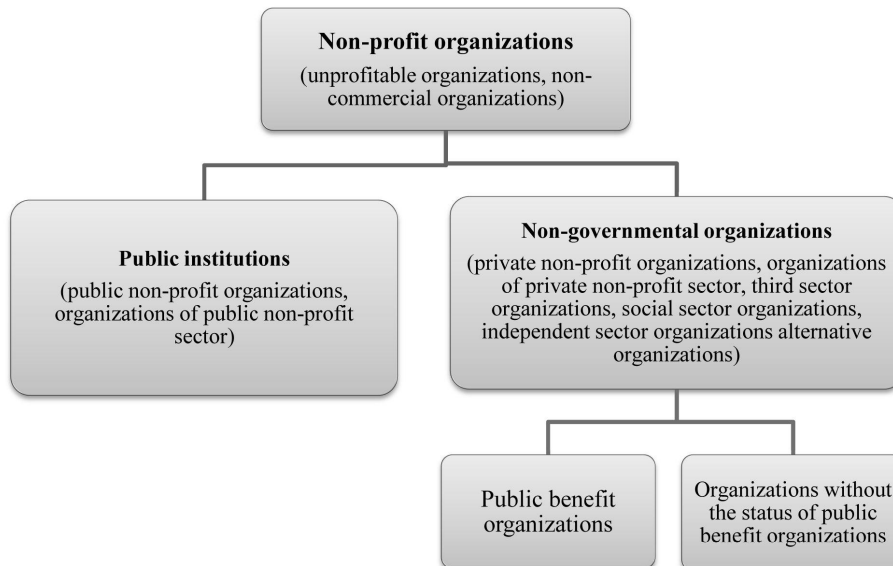 Non-profit organizations
(unprofitable organizations, non-
commercial organizations)
Public institutions
(public non-profit organizations,
organizations of public non-profit
sector)
Non-governmental organizations
(private non-profit organizations, organizations
of private non-profit sector, third sector
organizations, social sector organizations,
independent sector organizations alternative
organizations)
Public benefit
organizations
Organizations without
the status of public
benefit organizations